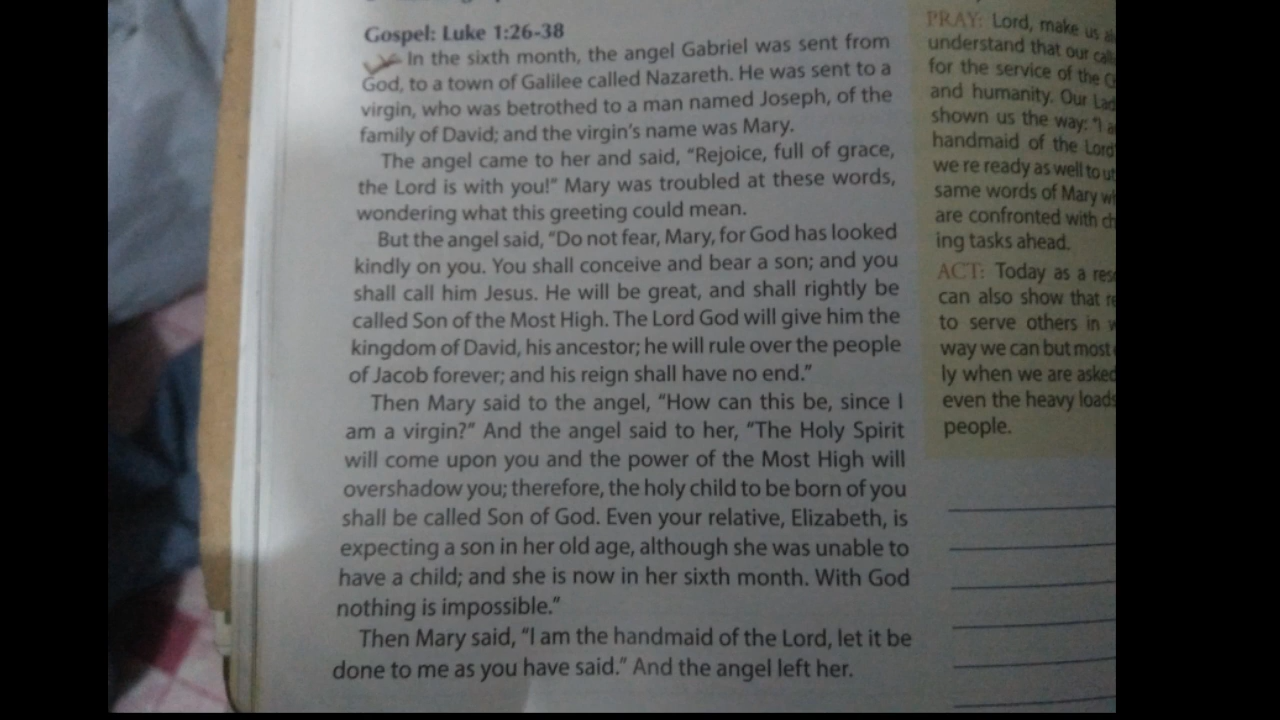 Gospel: Luke 1:26-38
In the sixth month, the angel Gabriel was sent from
God, to a town of Galilee called Nazareth. He was sent to a
virgin, who was betrothed to a man named Joseph, of the
family of David; and the virgin's name was Mary.
The angel came to her and said, "Rejoice, full of grace,
the Lord is with you!" Mary was troubled at these words,
wondering what this greeting could mean.
But the angel said, "Do not fear, Mary, for God has looked
kindly on you. You shall conceive and bear a son; and you
shall call him Jesus. He will be great, and shall rightly be
called Son of the Most High. The Lord God will give him the
kingdom of David, his ancestor; he will rule over the people
of Jacob forever; and his reign shall have no end."
Then Mary said to the angel, "How can this be, since I
am a virgin?" And the angel said to her, "The Holy Spirit
will come upon you and the power of the Most High will
overshadow you; therefore, the holy child to be born of you
shall be called Son of God. Even your relative, Elizabeth, is
expecting a son in her old age, although she was unable to
have a child; and she is now in her sixth month. With God
nothing is impossible."
Then Mary said, "I am the handmaid of the Lord, let it be
done to me as you have said." And the angel left her.
PRAY: Lord, make us
understand that our
for the service of the
and humanity. Our
shown us the way: "I
handmaid of the Lord
we re ready as well to
same words of Mary
are confronted with
ing tasks ahead.
ACT: Today as a
can also show that
to serve others in
way we can but most
ly when we are asked
even the heavy loads
people.